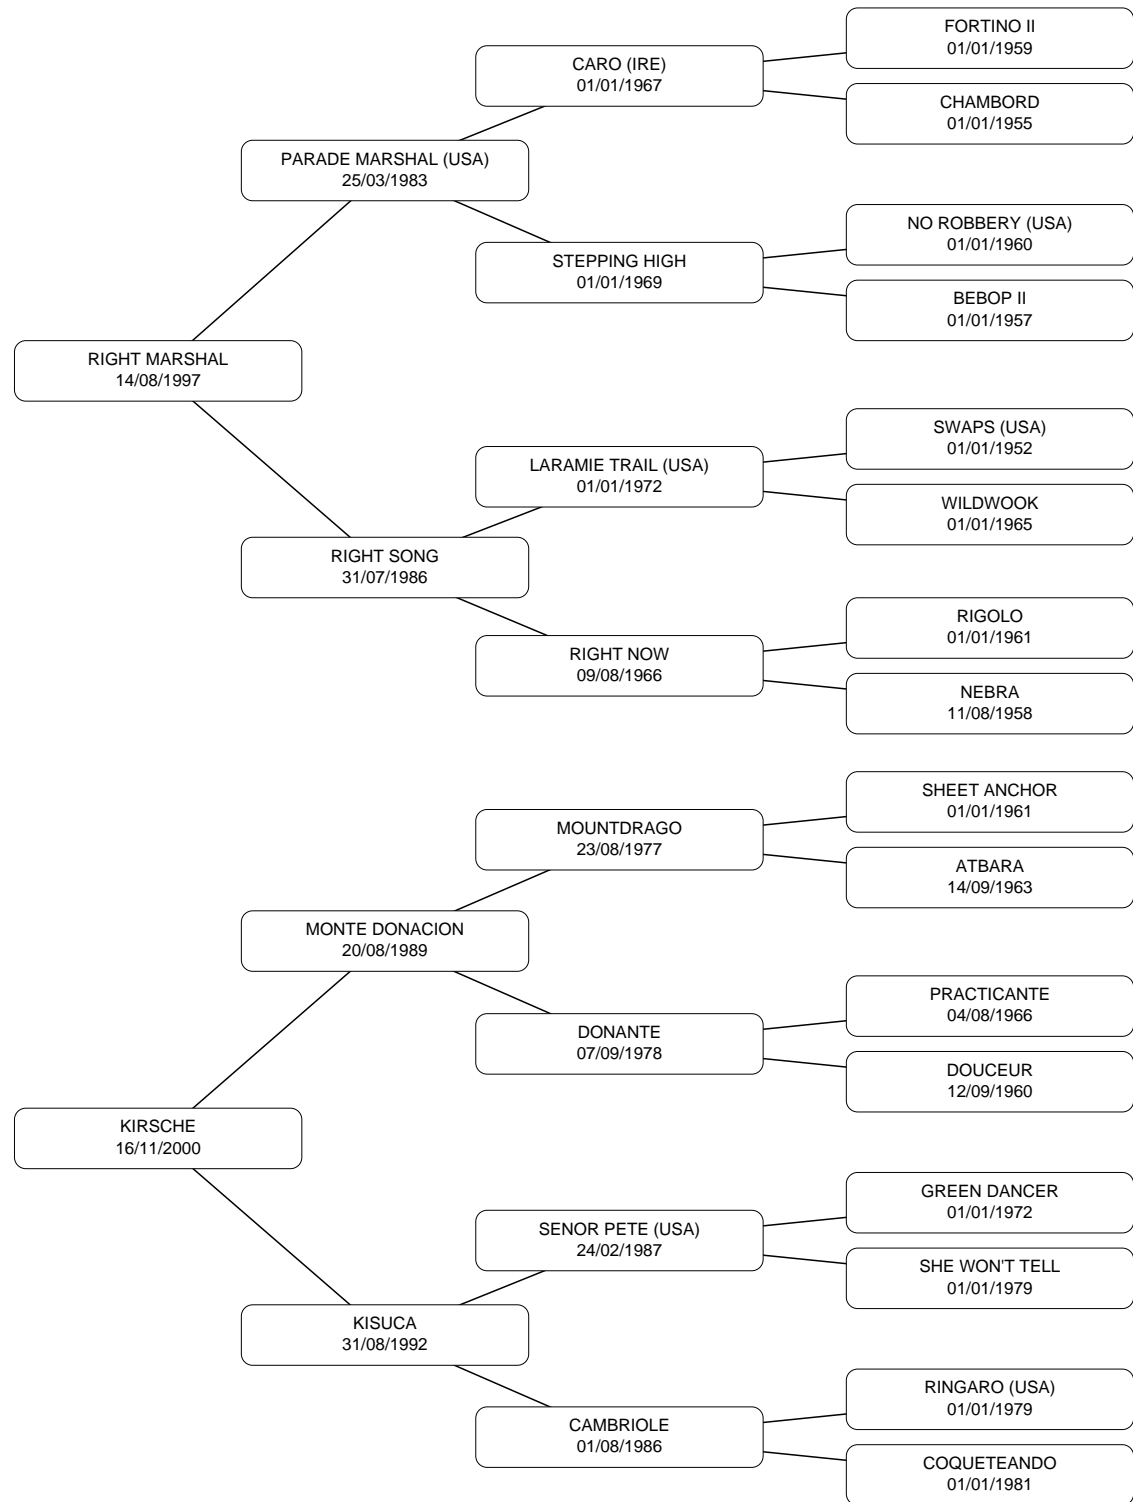 FORTINO II
01/01/1959
CARO (IRE)
01/01/1967
CHAMBORD
01/01/1955
PARADE MARSHAL (USA)
25/03/1983
NO ROBBERY (USA)
01/01/1960
STEPPING HIGH
01/01/1969
BEBOP II
01/01/1957
RIGHT MARSHAL
14/08/1997
SWAPS (USA)
01/01/1952
LARAMIE TRAIL (USA)
01/01/1972
WILDWOOK
01/01/1965
RIGHT SONG
31/07/1986
RIGOLO
01/01/1961
RIGHT NOW
09/08/1966
NEBRA
11/08/1958
SHEET ANCHOR
01/01/1961
MOUNTDRAGO
23/08/1977
ATBARA
14/09/1963
MONTE DONACION
20/08/1989
PRACTICANTE
04/08/1966
DONANTE
07/09/1978
DOUCEUR
12/09/1960
KIRSCHE
16/11/2000
GREEN DANCER
01/01/1972
SENOR PETE (USA)
24/02/1987
SHE WON'T TELL
01/01/1979
KISUCA
31/08/1992
RINGARO (USA)
01/01/1979
CAMBRIOLE
01/08/1986
COQUETEANDO
01/01/1981